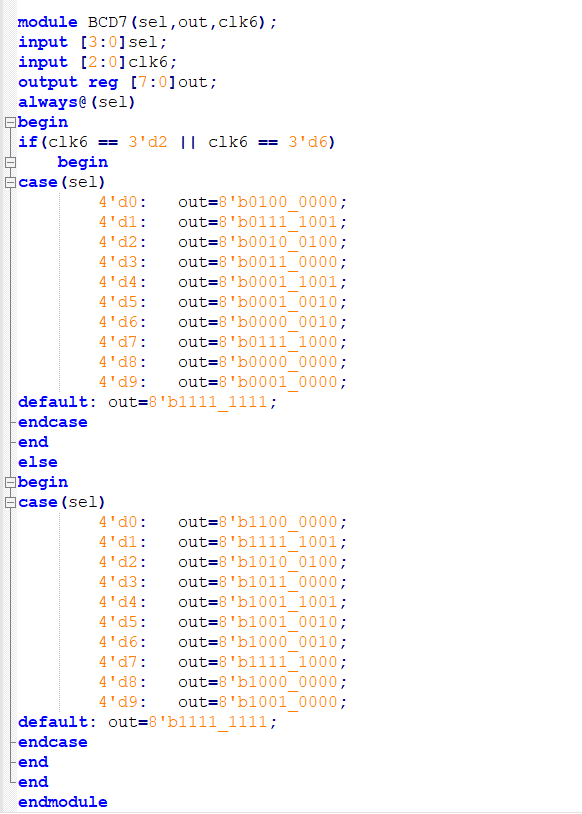 module BCD7(sel,out,clk6);
input [3:0]sel;
input [2:0]clk6;
output reg [7:0]out;
always@(sel)
begin
if(clk6 == 3'd2 || clk6 == 3'd6)
begin
case(sel)
4'd0: out=8'b0100_0000;
4'd1: out=8'b0111_1001;
4'd2: out=8'b0010_0100;
4'd3: out=8'b0011_0000;
4'd4: out=8'b0001_1001;
4'd5: out=8'b0001_0010;
4'd6: out=8'b0000_0010;
4'd7: out=8'b0111_1000;
4'd8: out=8'b0000_0000;
4'd9: out=8'b0001_0000;
default: out=8'b1111_1111;
endcase
end
else
begin
case(sel)
4'd0: out=8'b1100_0000;
4'd1: out=8'b1111_1001;
4'd2: out=8'b1010_0100;
4'd3: out=8'b1011_0000;
4'd4: out=8'b1001_1001;
4'd5: out=8'b1001_0010;
4'd6: out=8'b1000_0010;
4'd7: out=8'b1111_1000;
4'd8: out=8'b1000_0000;
4'd9: out=8'b1001_0000;
default: out=8'b1111_1111;
endcase
end
end
endmodule